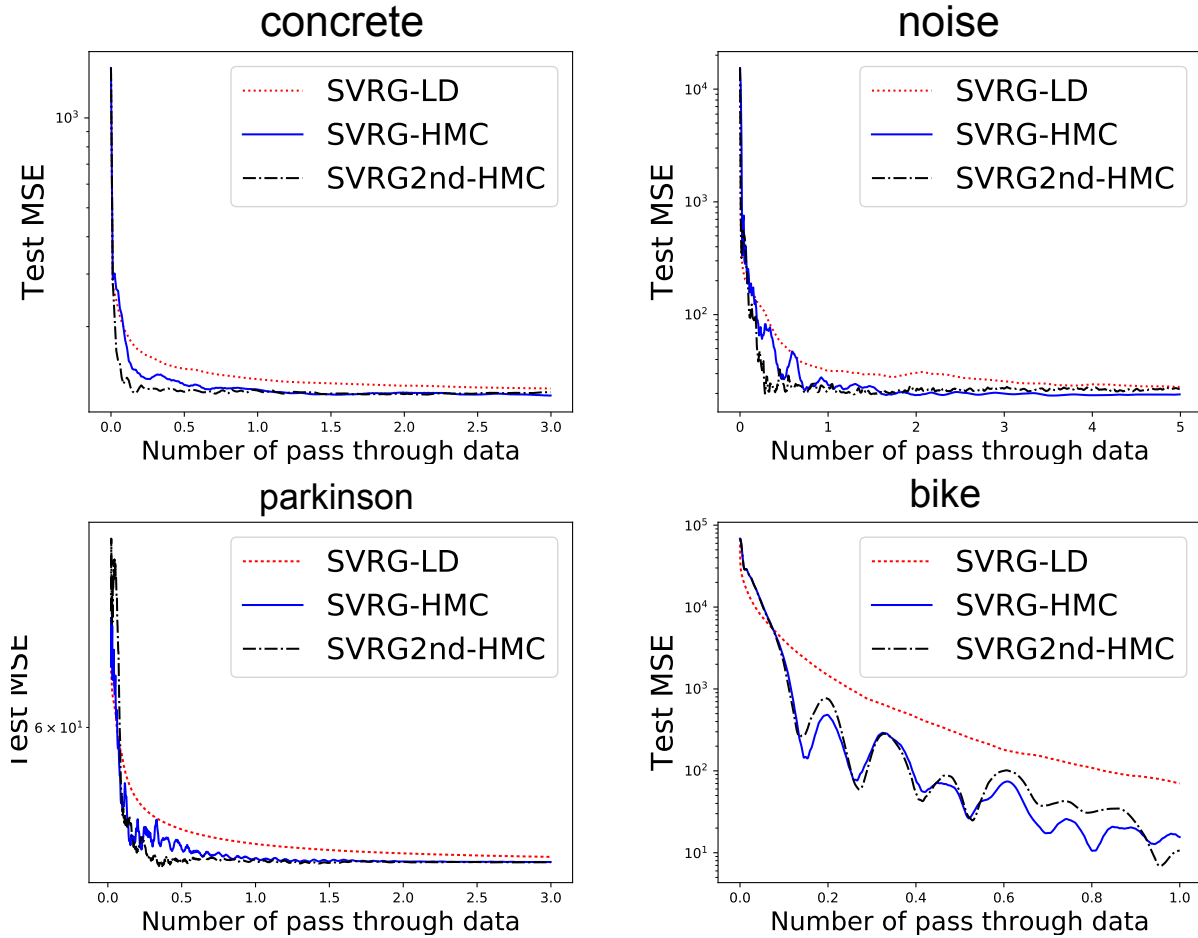 concrete
Test MSE
10³
SVRG-LD
SVRG-HMC
SVRG2nd-HMC
0.0 0.5 1.0 1.5 2.0 2.5 3.0
Number of pass through data
noise
Test MSE
10⁴
10³
10²
SVRG-LD
SVRG-HMC
SVRG2nd-HMC
0 1 2 3 4 5
Number of pass through data
parkinson
Test MSE
6 × 10¹
SVRG-LD
SVRG-HMC
SVRG2nd-HMC
0.0 0.5 1.0 1.5 2.0 2.5 3.0
Number of pass through data
bike
Test MSE
10⁵
10⁴
10³
10²
10¹
SVRG-LD
SVRG-HMC
SVRG2nd-HMC
0.0 0.2 0.4 0.6 0.8 1.0
Number of pass through data